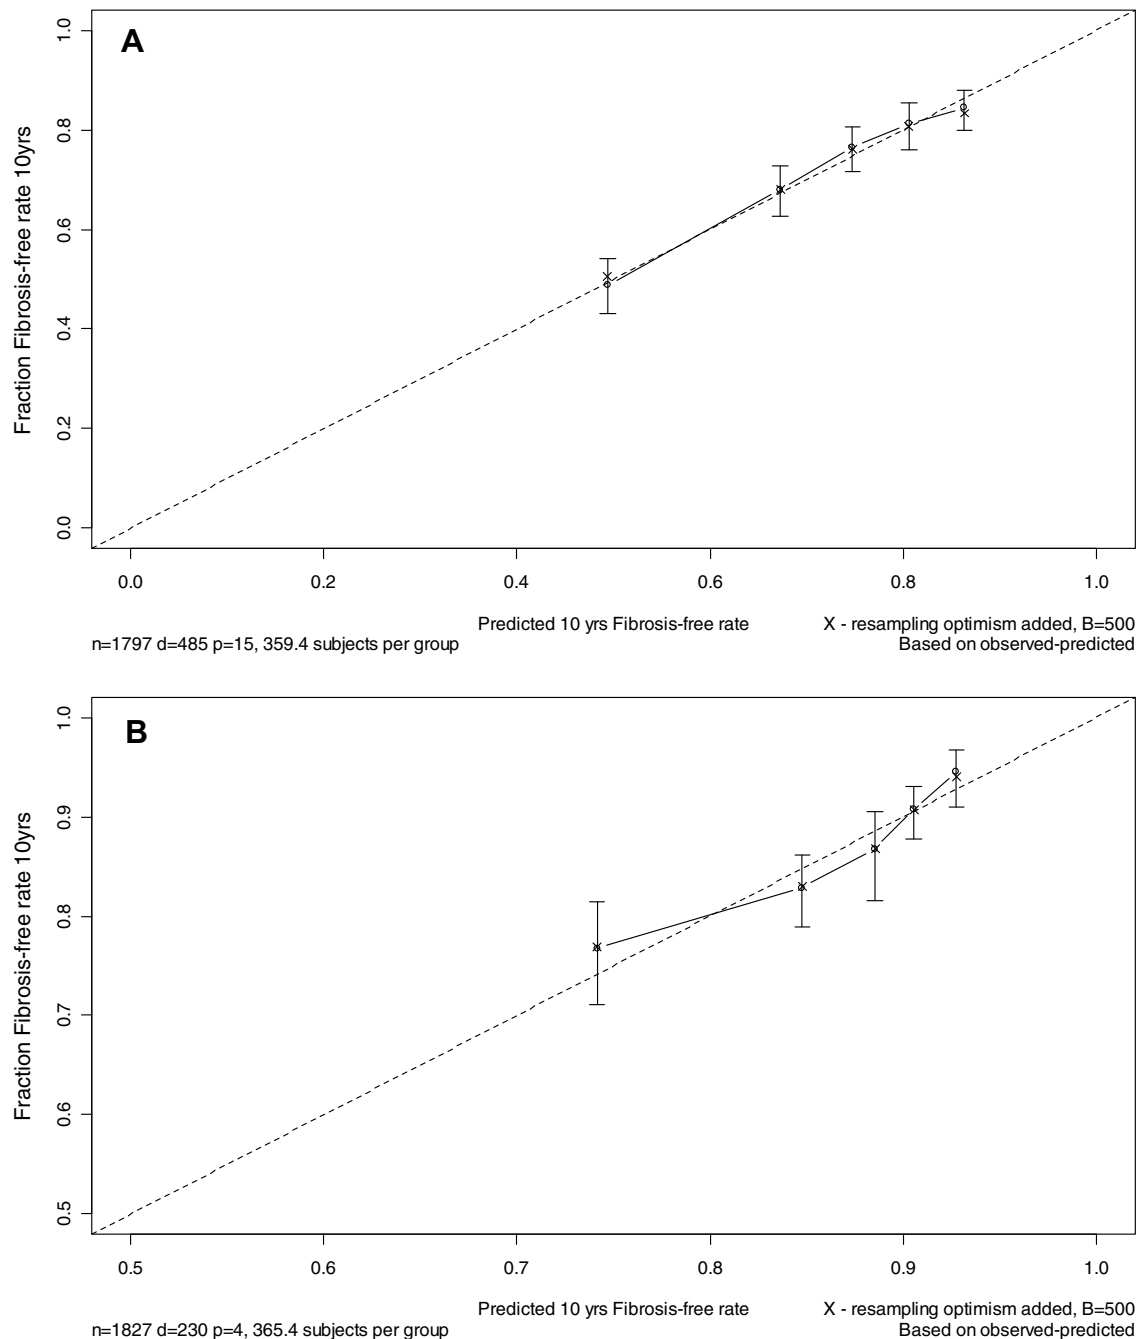 A
1.0
0.8
0.6
0.4
0.2
0.0
Fraction Fibrosis-free rate 10yrs
0.0 0.2 0.4 0.6 0.8 1.0
Predicted 10 yrs Fibrosis-free rate
X - resampling optimism added, B=500
n=1797 d=485 p=15, 359.4 subjects per group
Based on observed-predicted
B
1.0
0.9
0.8
0.7
0.6
0.5
Fraction Fibrosis-free rate 10yrs
0.5 0.6 0.7 0.8 0.9 1.0
Predicted 10 yrs Fibrosis-free rate
X - resampling optimism added, B=500
n=1827 d=230 p=4, 365.4 subjects per group
Based on observed-predicted